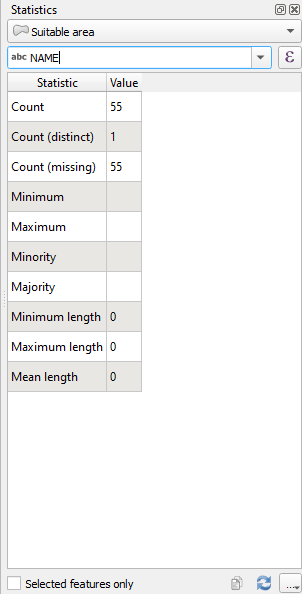 Statistics
Suitable area
abc NAME
ε
Statistic Value
Count 55
Count (distinct) 1
Count (missing) 55
Minimum
Maximum
Minority
Majority
Minimum length 0
Maximum length 0
Mean length 0
Selected features only
...